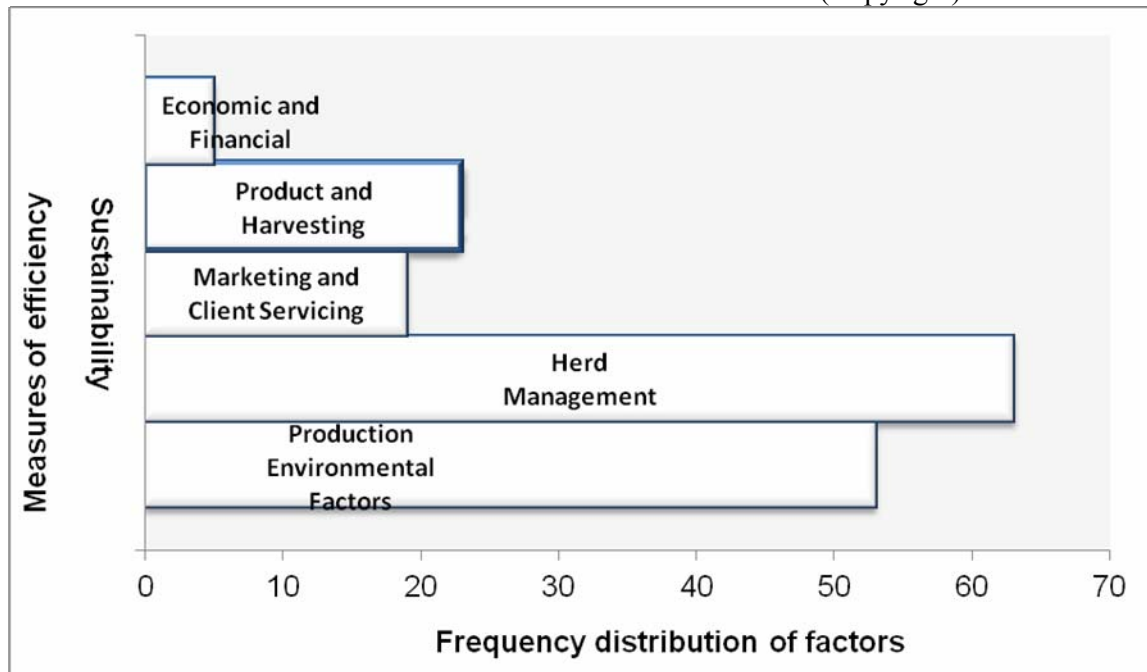 Economic and
Financial
Product and
Harvesting
Marketing and
Client Servicing
Herd
Management
Production
Environmental
Factors
Measures of efficiency
Sustainability
0 10 20 30 40 50 60 70
Frequency distribution of factors